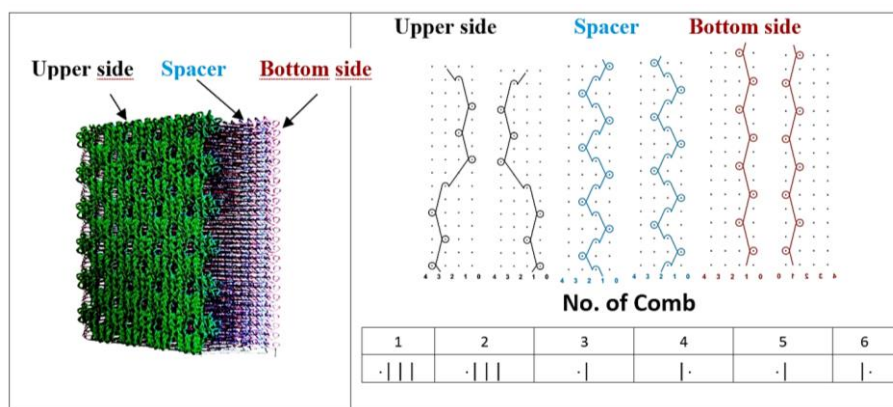 Upper side Spacer Bottom side
Upper side Spacer Bottom side
4 3 2 1 0 4 3 2 1 0 4 3 2 1 0 4 3 2 1 0 4 3 2 1 0 0 1 2 3 4
No. of Comb
1 2 3 4 5 6
·||| ·||| ·| |· ·| |·